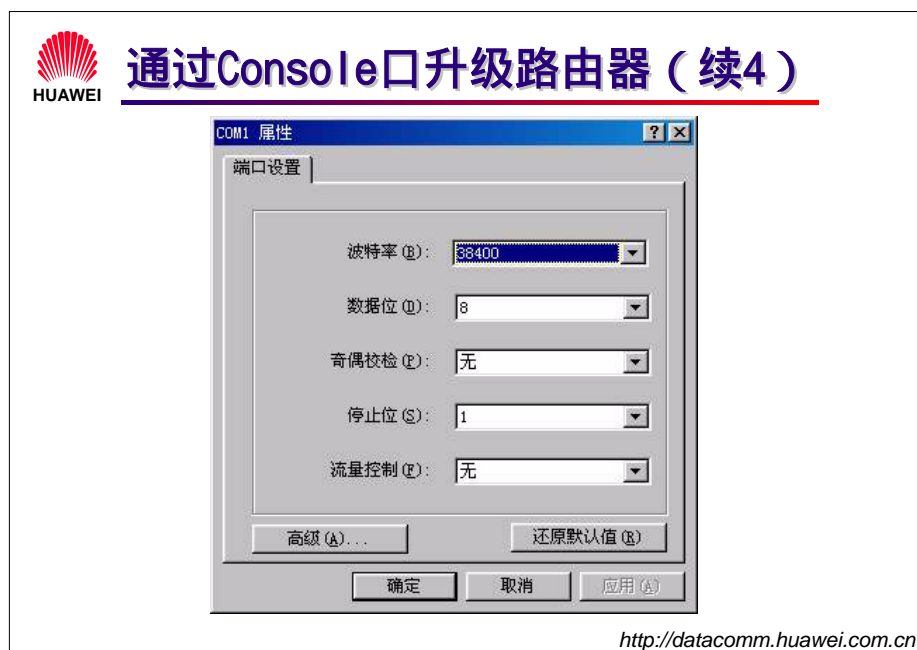 HUAWEI
通过Console口升级路由器（续4）
COM1 属性
端口设置
波特率(B): 38400
数据位(D): 8
奇偶校检(P): 无
停止位(S): 1
流量控制(F): 无
高级(A)... 还原默认值(R)
确定 取消 应用(A)
http://datacomm.huawei.com.cn